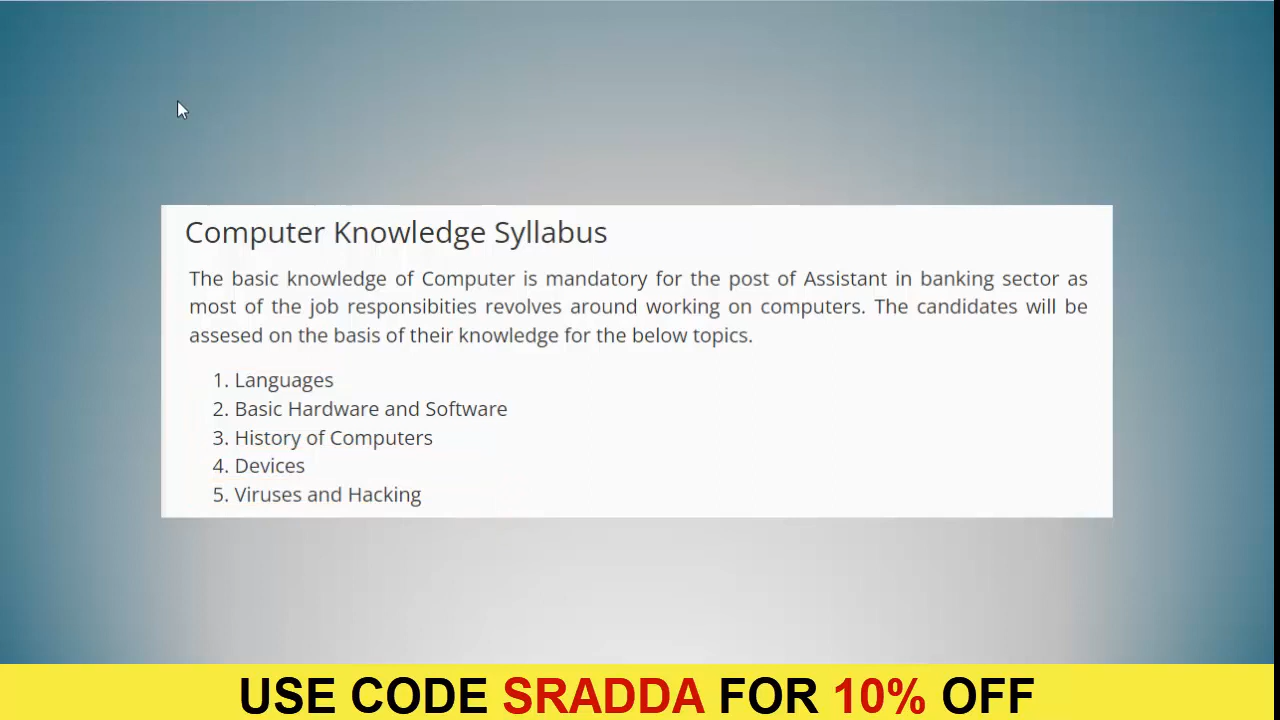 Computer Knowledge Syllabus
The basic knowledge of Computer is mandatory for the post of Assistant in banking sector as
most of the job responsibities revolves around working on computers. The candidates will be
assesed on the basis of their knowledge for the below topics.
1. Languages
2. Basic Hardware and Software
3. History of Computers
4. Devices
5. Viruses and Hacking
USE CODE SRADDA FOR 10% OFF